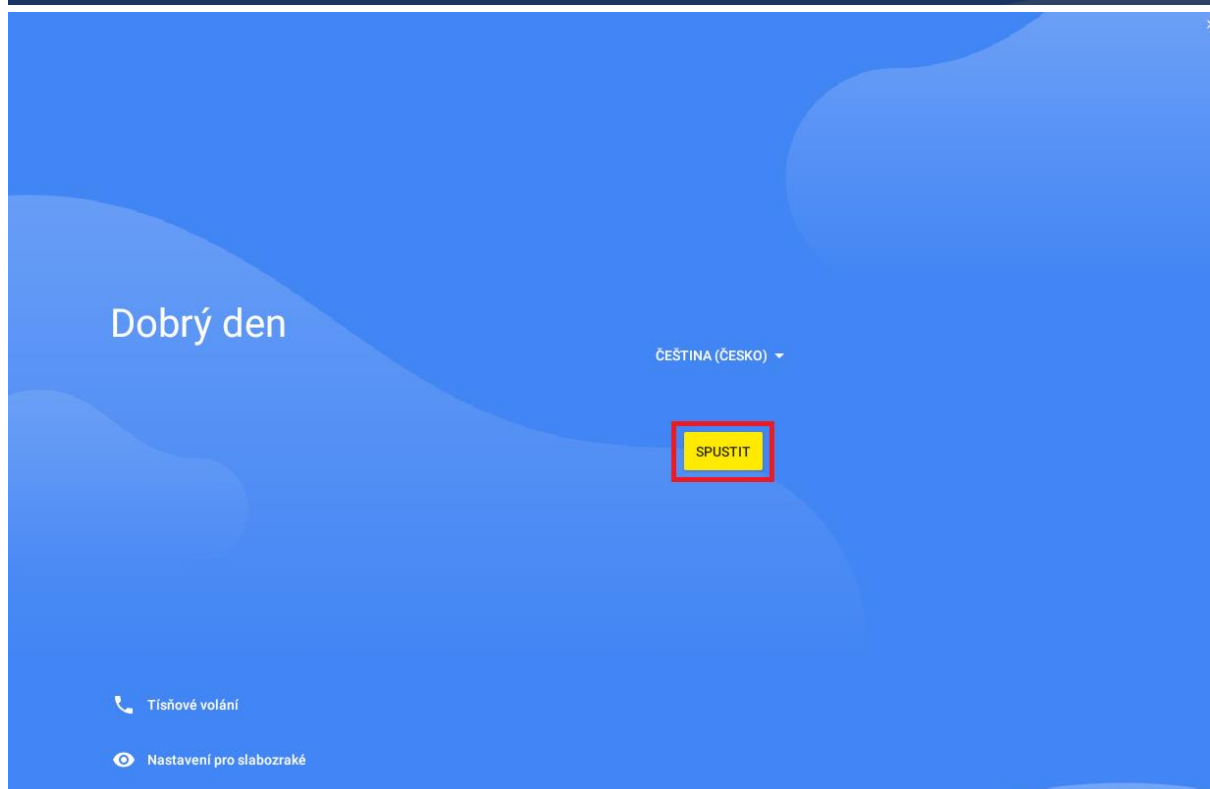 Dobrý den
ČEŠTINA (ČESKO)
SPUSTIT
Tísňové volání
Nastavení pro slabozraké